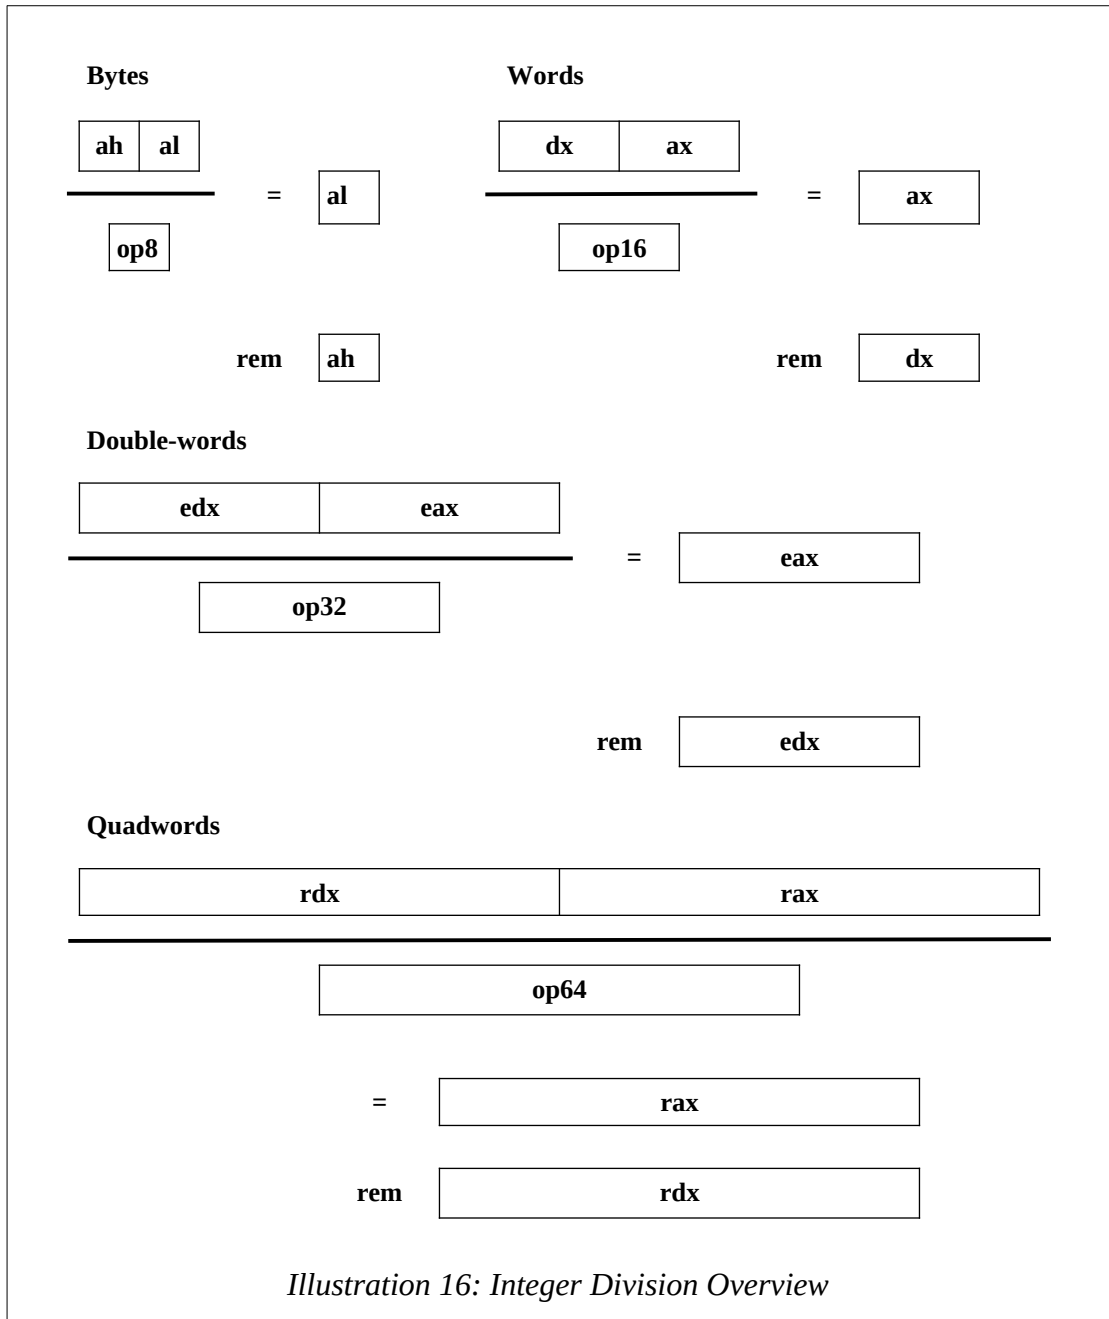 Bytes
Words
ah al
dx ax
= al
= ax
op8
op16
rem ah
rem dx
Double-words
edx eax
= eax
op32
rem edx
Quadwords
rdx rax
op64
= rax
rem rdx
Illustration 16: Integer Division Overview